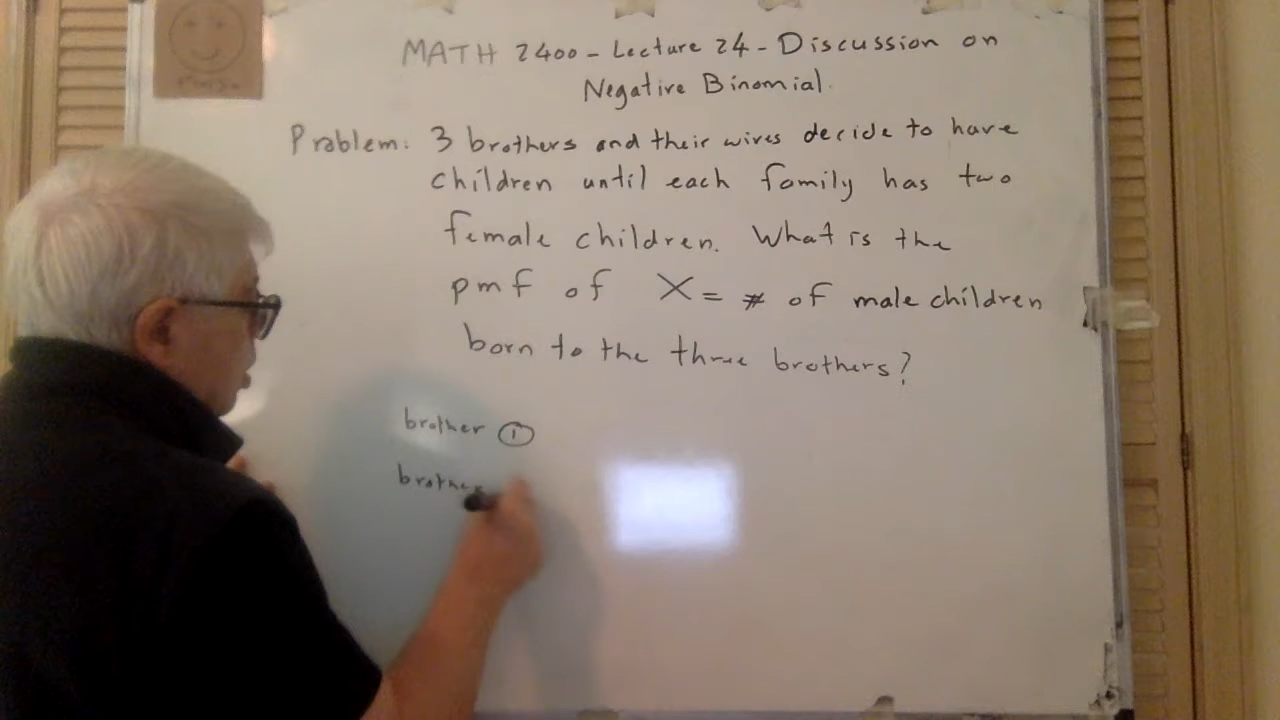 MATH 2400 - Lecture 24 - Discussion on
Negative Binomial.
Problem: 3 brothers and their wives decide to have
children until each family has two
female children. What is the
pmf of X = # of male children
born to the three brothers?
brother ①
brother